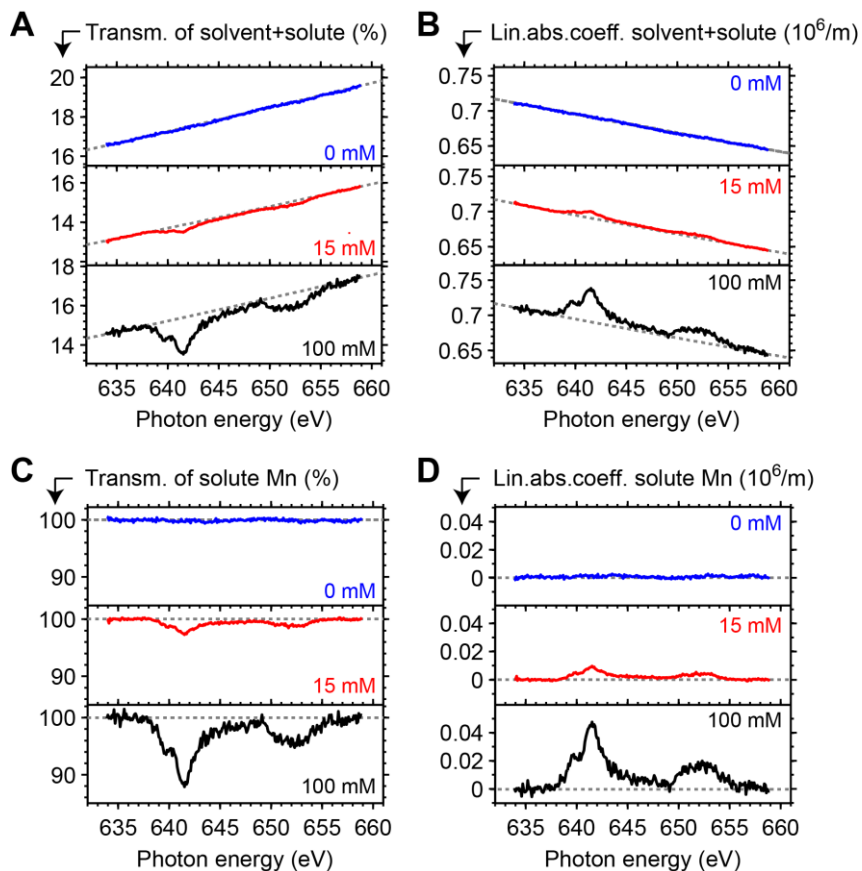 A Transm. of solvent+solute (%)
20
18
16
0 mM
16
14
12
15 mM
18
16
14
100 mM
635 640 645 650 655 660
Photon energy (eV)
B Lin.abs.coeff. solvent+solute (10⁶/m)
0.75
0 mM
0.7
0.65
0.75
15 mM
0.7
0.65
0.75
100 mM
0.7
0.65
635 640 645 650 655 660
Photon energy (eV)
C Transm. of solute Mn (%)
100
90
0 mM
100
90
15 mM
100
90
100 mM
635 640 645 650 655 660
Photon energy (eV)
D Lin.abs.coeff. solute Mn (10⁶/m)
0.04
0 mM
0.02
0
0.04
15 mM
0.02
0
0.04
100 mM
0.02
0
635 640 645 650 655 660
Photon energy (eV)